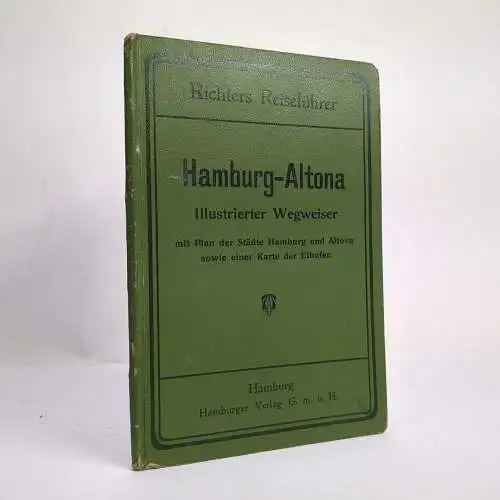 Richters Reiseführer
Hamburg-Altona
Illustrierter Wegweiser
mit Plan der Städte Hamburg und Altona
sowie einer Karte der Elbufer.
Hamburg
Hamburger Verlag G. m. b. H.